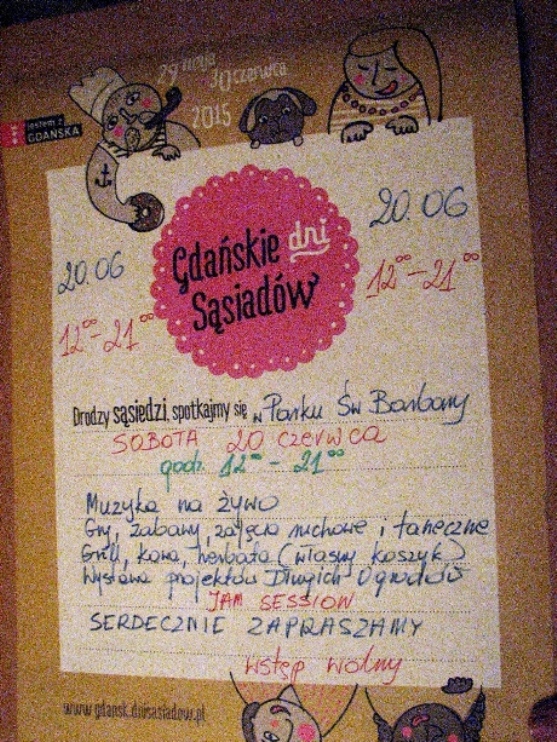 29 maja
30 czerwca
2015
jestem z
GDAŃSKA
20.06
12⁰⁰-21⁰⁰
Gdańskie dni
Sąsiadów
20.06
12⁰⁰-21⁰⁰
Drodzy sąsiedzi, spotkajmy się w Parku Św Barbary
SOBOTA 20 czerwca
godz. 12⁰⁰ - 21⁰⁰
Muzyka na żywo
Gry, zabawy, zajęcia ruchowe i taneczne
Grill, kawa, herbata (własny koszyk)
Wystawa projektów Długich Ogrodów
JAM SESSION
SERDECZNIE ZAPRASZAMY
wstęp wolny
www.gdansk.dnisasiadow.pl